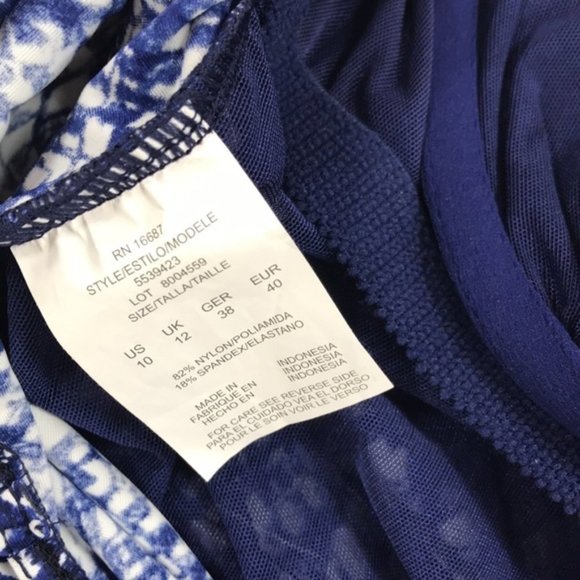 RN 16687
STYLE/ESTILO/MODELE
5539423
LOT 8004559
SIZE/TALLA/TAILLE
US UK GER EUR
10 12 38 40
82% NYLON/POLIAMIDA
18% SPANDEX/ELASTANO
MADE IN INDONESIA
FABRIQUE EN INDONESIE
HECHO EN INDONESIA
FOR CARE SEE REVERSE SIDE
PARA EL CUIDADO VEA EL DORSO
POUR LE SOIN VOIR LE VERSO